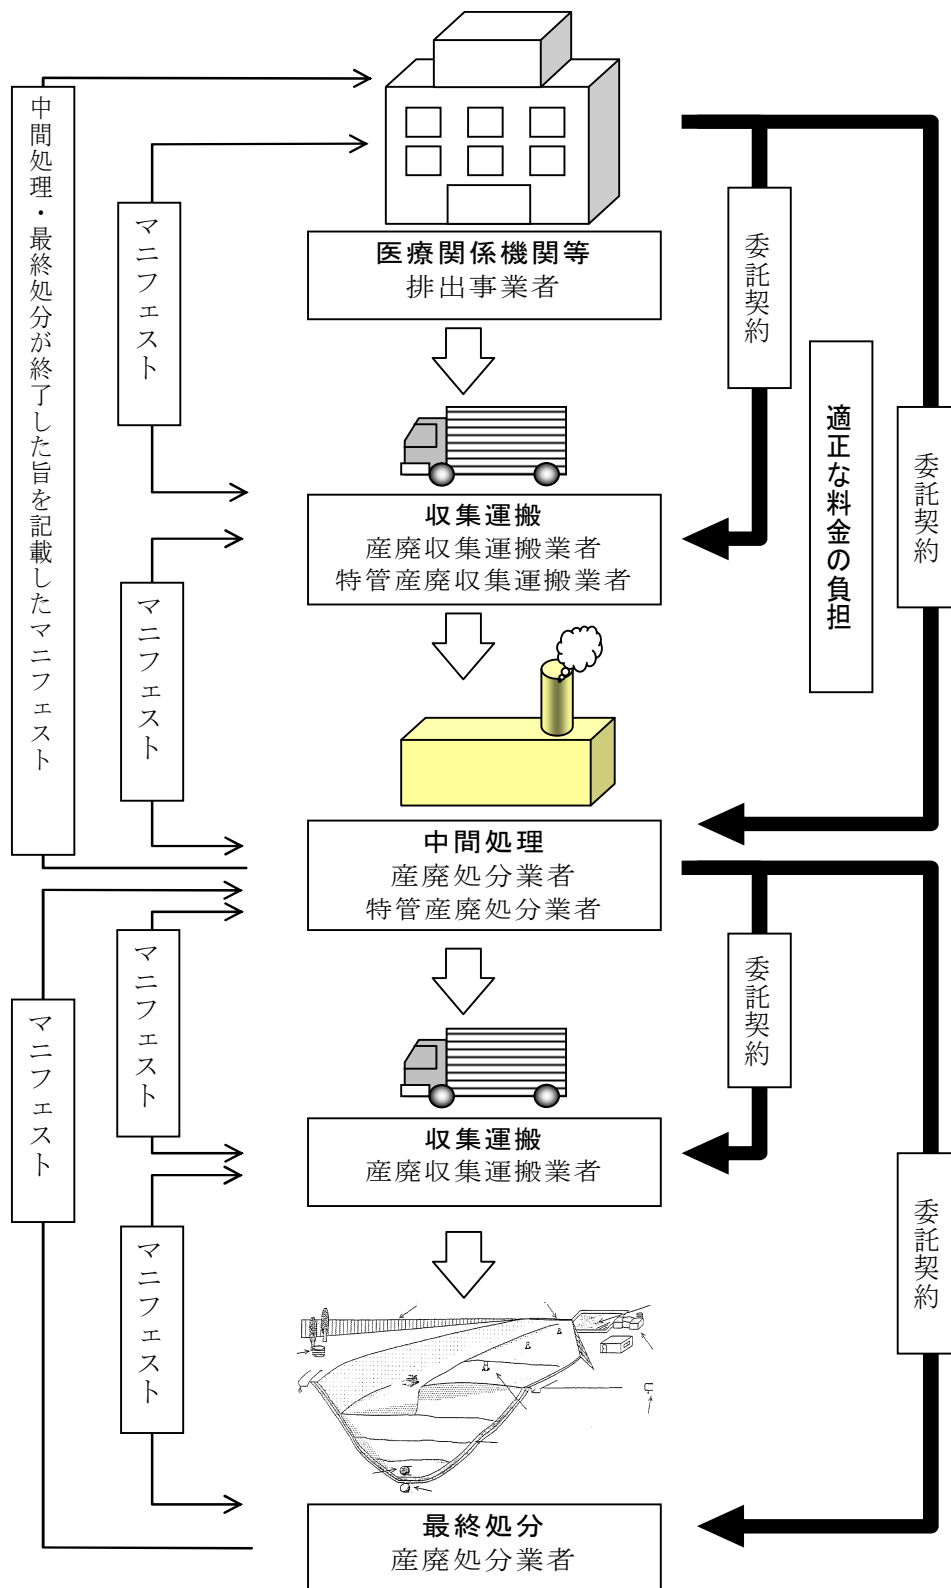 中間処理・最終処分が終了した旨を記載したマニフェスト
マニフェスト
医療関係機関等
排出事業者
委託契約
適正な料金の負担
委託契約
収集運搬
産廃収集運搬業者
特管産廃収集運搬業者
マニフェスト
中間処理
産廃処分業者
特管産廃処分業者
マニフェスト
マニフェスト
委託契約
収集運搬
産廃収集運搬業者
委託契約
マニフェスト
最終処分
産廃処分業者